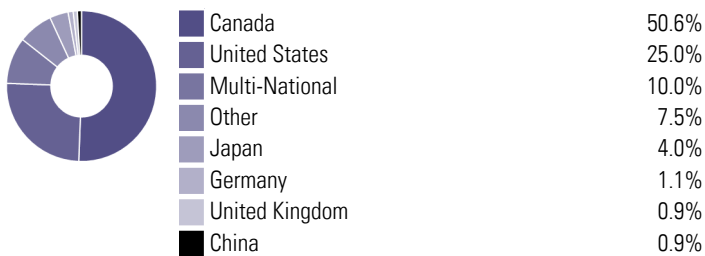 Canada 50.6%
United States 25.0%
Multi-National 10.0%
Other 7.5%
Japan 4.0%
Germany 1.1%
United Kingdom 0.9%
China 0.9%